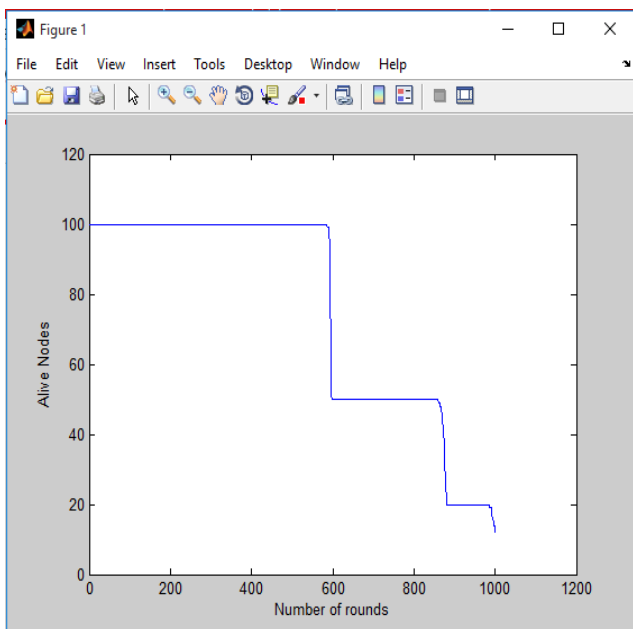 Figure 1
File Edit View Insert Tools Desktop Window Help
120
100
80
60
40
20
0
Alive Nodes
0 200 400 600 800 1000 1200
Number of rounds